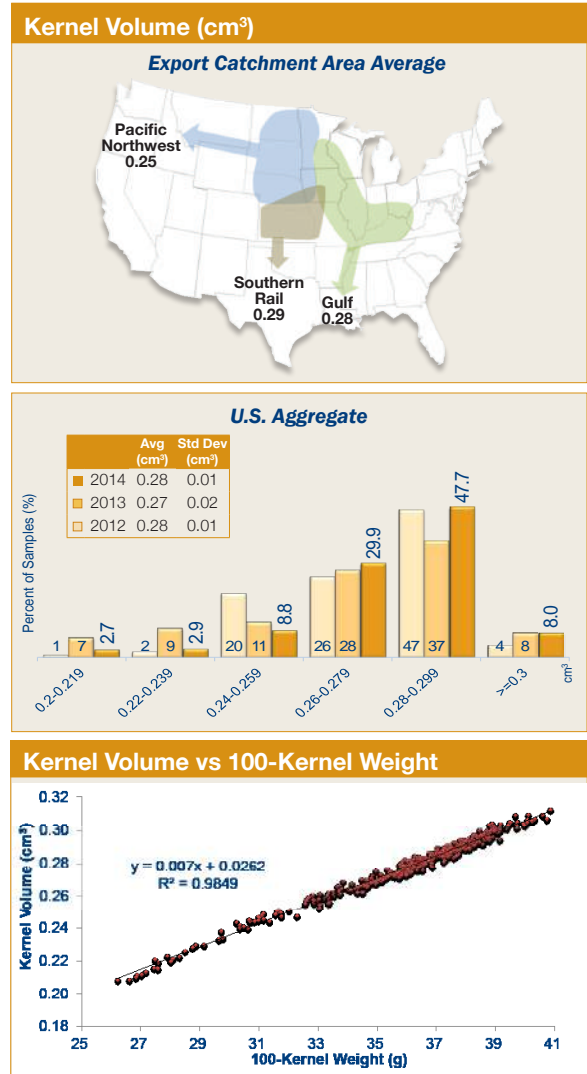 Kernel Volume (cm³)
Export Catchment Area Average
Pacific
Northwest
0.25
Southern
Rail
0.29
Gulf
0.28
U.S. Aggregate
Avg Std Dev
(cm³) (cm³)
2014 0.28 0.01
2013 0.27 0.02
2012 0.28 0.01
Percent of Samples (%)
1 7 2.7
2 9 2.9
20 11 8.8
26 28 29.9
47 37 47.7
4 8 8.0
0.2-0.219
0.22-0.239
0.24-0.259
0.26-0.279
0.28-0.299
>=0.3
cm³
Kernel Volume vs 100-Kernel Weight
Kernel Volume (cm³)
0.32
0.30
0.28
0.26
0.24
0.22
0.20
0.18
y = 0.007x + 0.0262
R² = 0.9849
25 27 29 31 33 35 37 39 41
100-Kernel Weight (g)